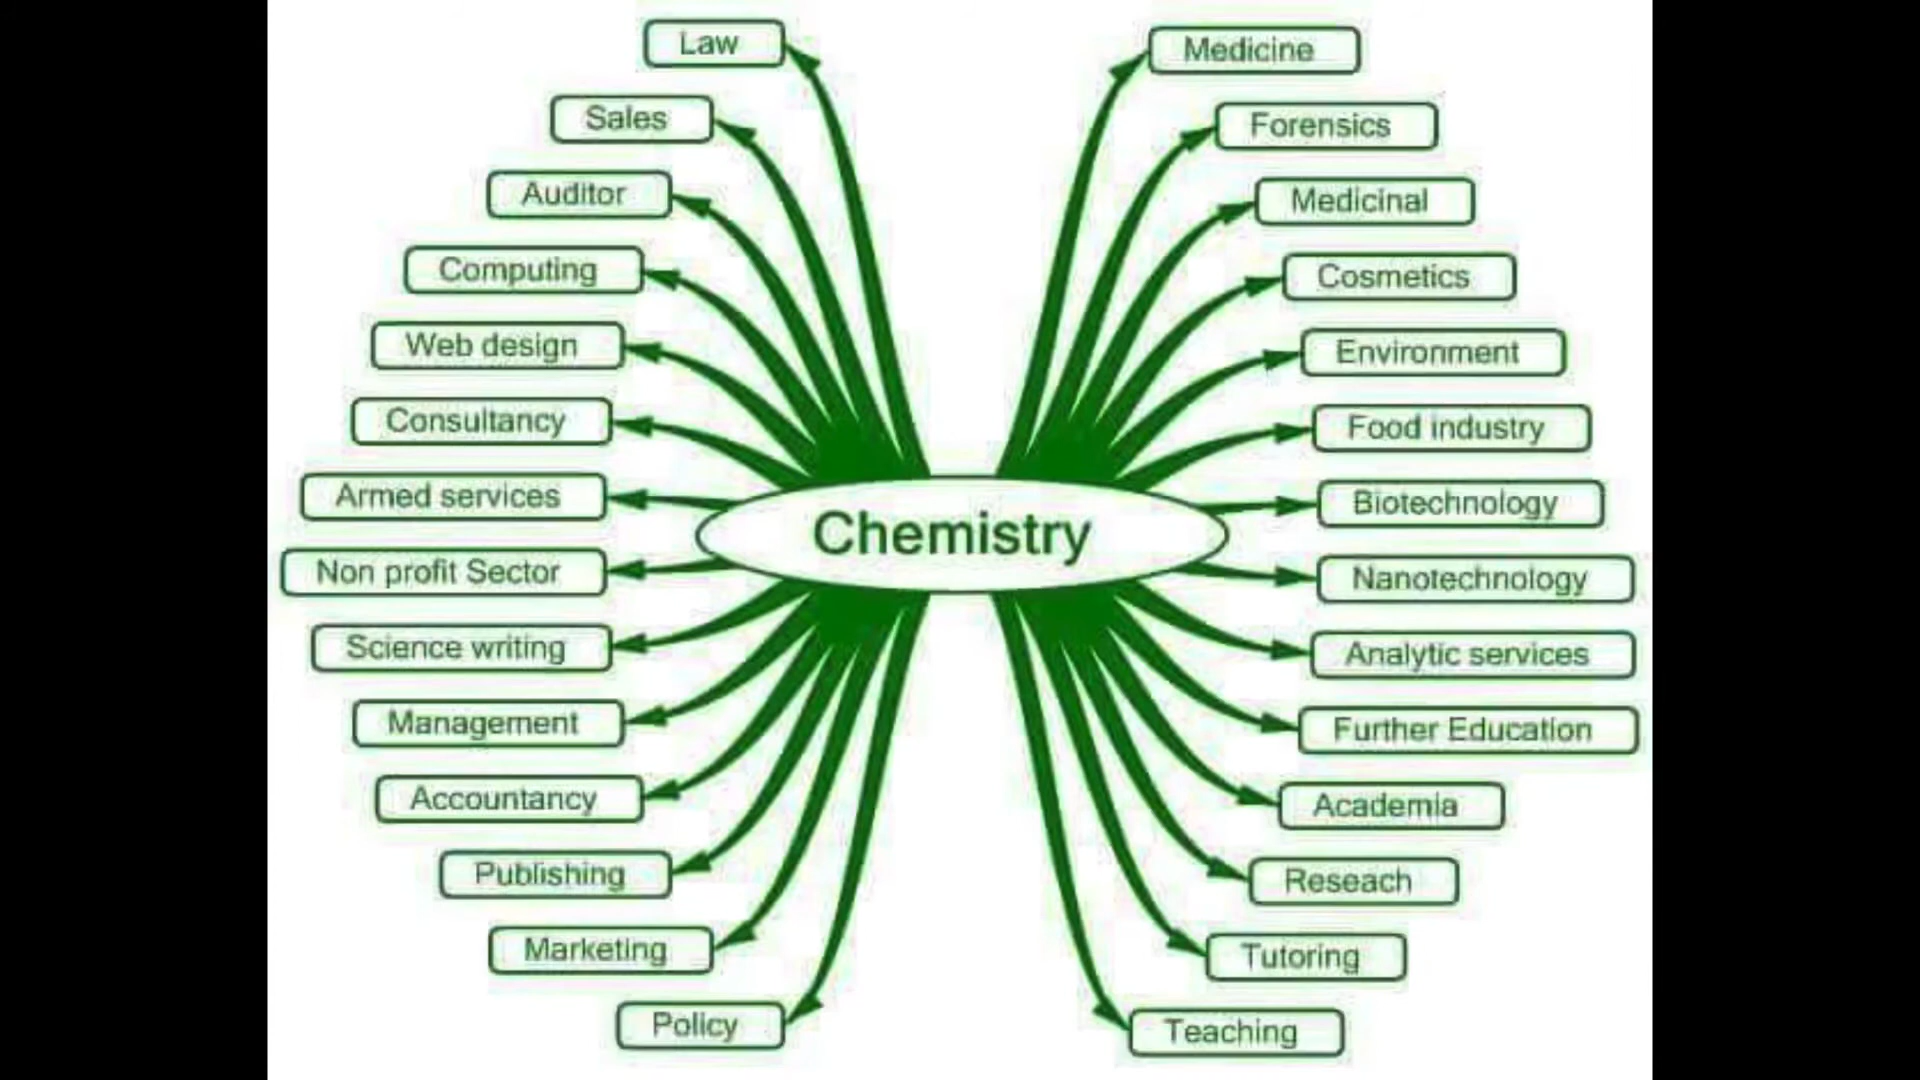 Law
Sales
Auditor
Computing
Web design
Consultancy
Armed services
Non profit Sector
Science writing
Management
Accountancy
Publishing
Marketing
Policy
Chemistry
Medicine
Forensics
Medicinal
Cosmetics
Environment
Food industry
Biotechnology
Nanotechnology
Analytic services
Further Education
Academia
Reseach
Tutoring
Teaching